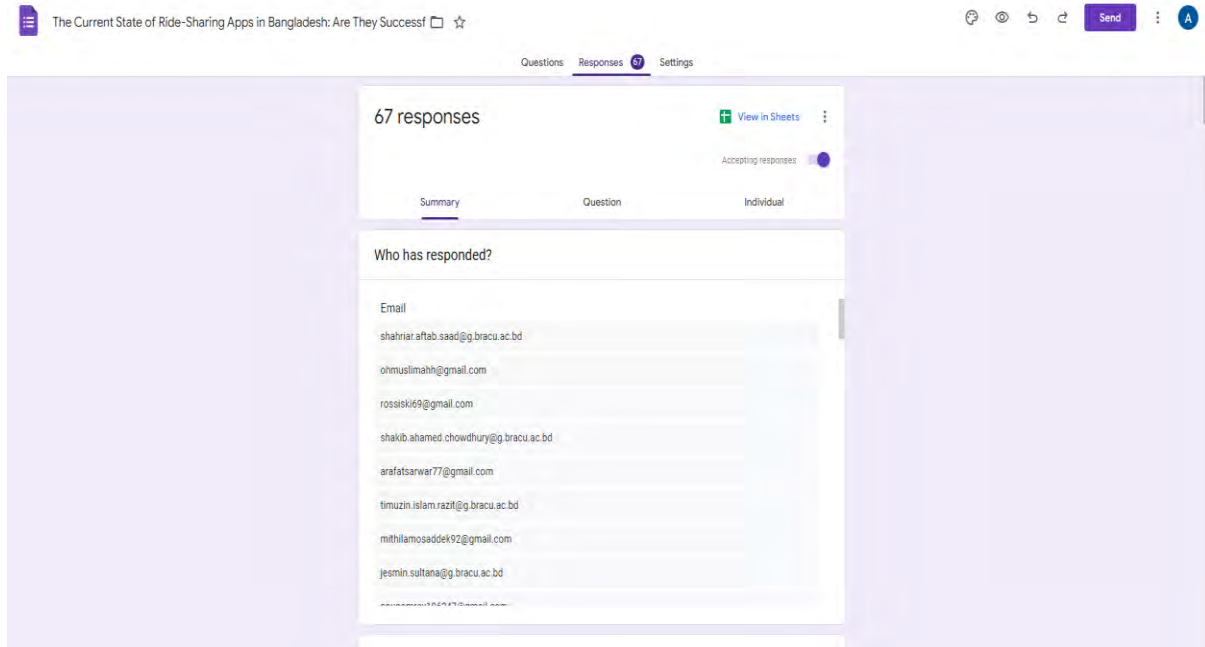 The Current State of Ride-Sharing Apps in Bangladesh: Are They Successf
Send
A
Questions Responses 67 Settings
67 responses
View in Sheets
Accepting responses
Summary Question Individual
Who has responded?
Email
shahriar.aftab.saad@g.bracu.ac.bd
ohmuslimahh@gmail.com
rossiski69@gmail.com
shakib.ahamed.chowdhury@g.bracu.ac.bd
arafatsarwar77@gmail.com
timuzin.islam.razit@g.bracu.ac.bd
mithilamosaddek92@gmail.com
jesmin.sultana@g.bracu.ac.bd